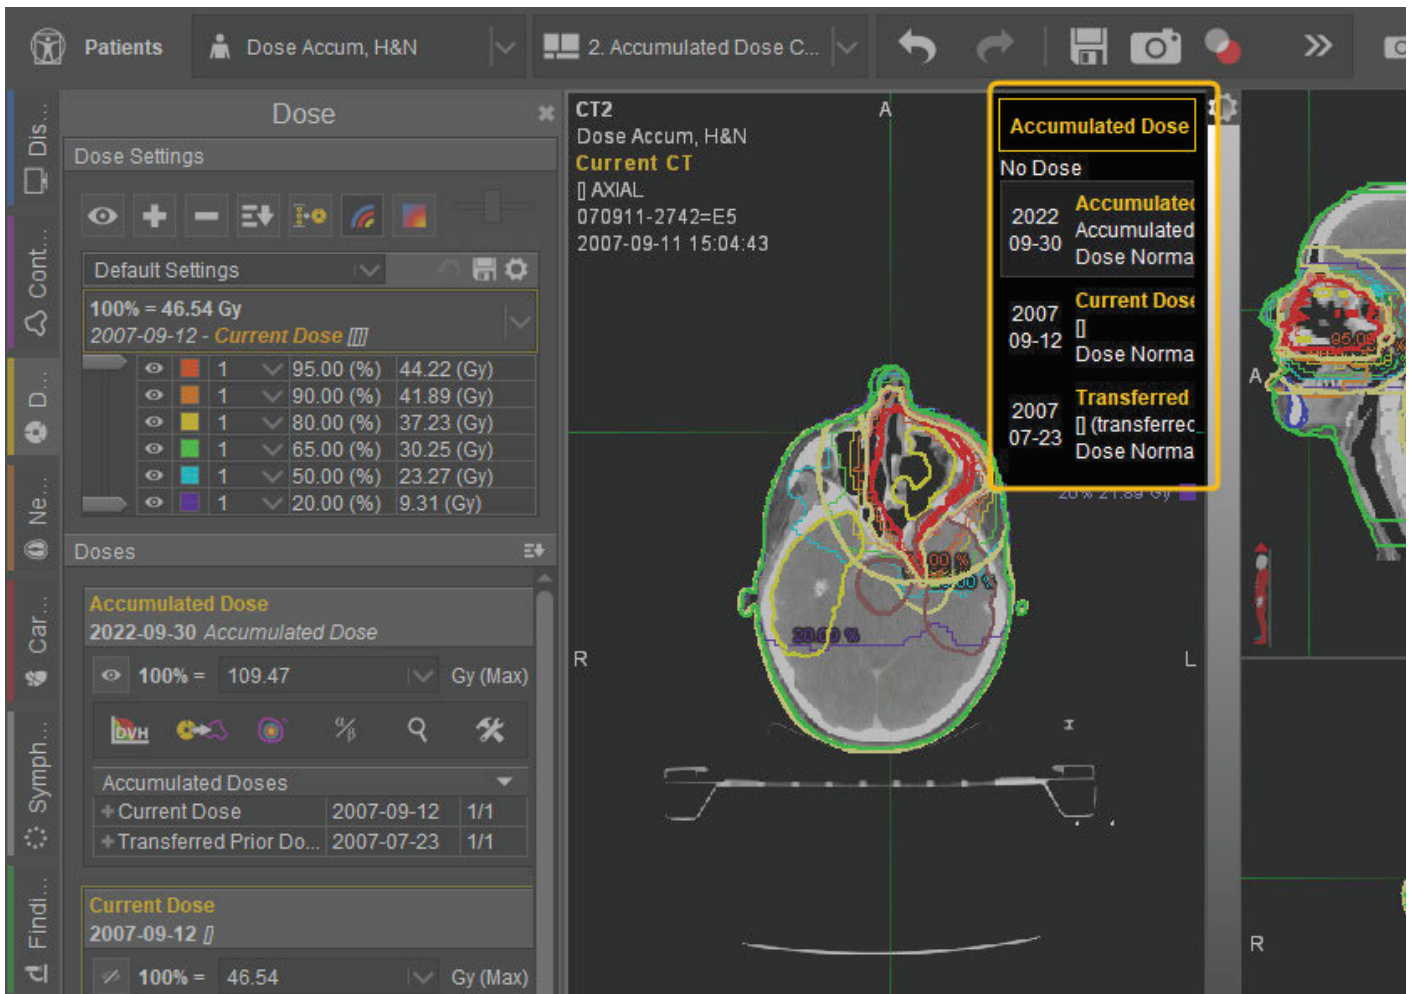 Patients
Dose Accum, H&N
2. Accumulated Dose C...
Dis...
Cont...
D...
Ne...
Car...
Symph...
Findi...
Dose
Dose Settings
Default Settings
100% = 46.54 Gy
2007-09-12 - Current Dose [[]]
1 95.00 (%) 44.22 (Gy)
1 90.00 (%) 41.89 (Gy)
1 80.00 (%) 37.23 (Gy)
1 65.00 (%) 30.25 (Gy)
1 50.00 (%) 23.27 (Gy)
1 20.00 (%) 9.31 (Gy)
Doses
Accumulated Dose
2022-09-30 Accumulated Dose
100% = 109.47 Gy (Max)
DVH α/β
Accumulated Doses
+Current Dose 2007-09-12 1/1
+Transferred Prior Do... 2007-07-23 1/1
Current Dose
2007-09-12 []
100% = 46.54 Gy (Max)
CT2
Dose Accum, H&N
Current CT
[] AXIAL
070911-2742=E5
2007-09-11 15:04:43
A
Accumulated Dose
No Dose
2022
09-30
Accumulated
Accumulated
Dose Norma
2007
09-12
Current Dose
[]
Dose Norma
2007
07-23
Transferred
[] (transferred
Dose Norma
20% 21.89 Gy
20.00 %
R
L
A
R